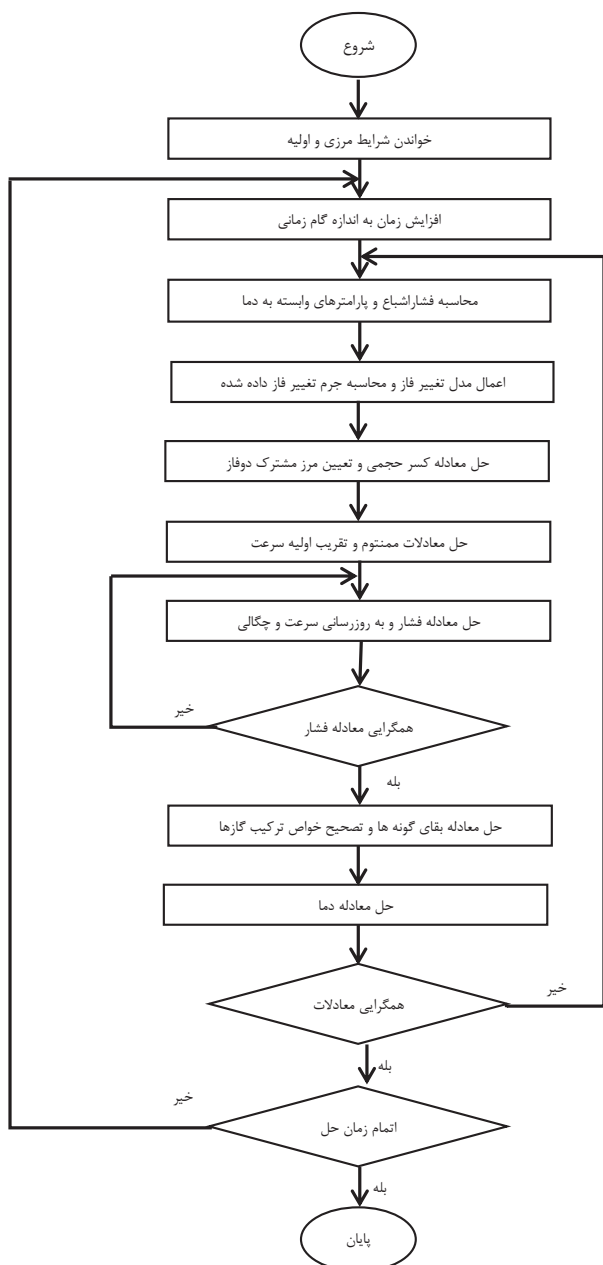 شروع
خواندن شرایط مرزی و اولیه
افزایش زمان به اندازه گام زمانی
محاسبه فشاراشباع و پارامترهای وابسته به دما
اعمال مدل تغییر فاز و محاسبه جرم تغییر فاز داده شده
حل معادله کسر حجمی و تعیین مرز مشترک دوفاز
حل معادلات ممنتوم و تقریب اولیه سرعت
حل معادله فشار و به روزرسانی سرعت و چگالی
همگرایی معادله فشار
خیر
بله
حل معادله بقای گونه ها و تصحیح خواص ترکیب گازها
حل معادله دما
همگرایی معادلات
خیر
بله
اتمام زمان حل
خیر
بله
پایان